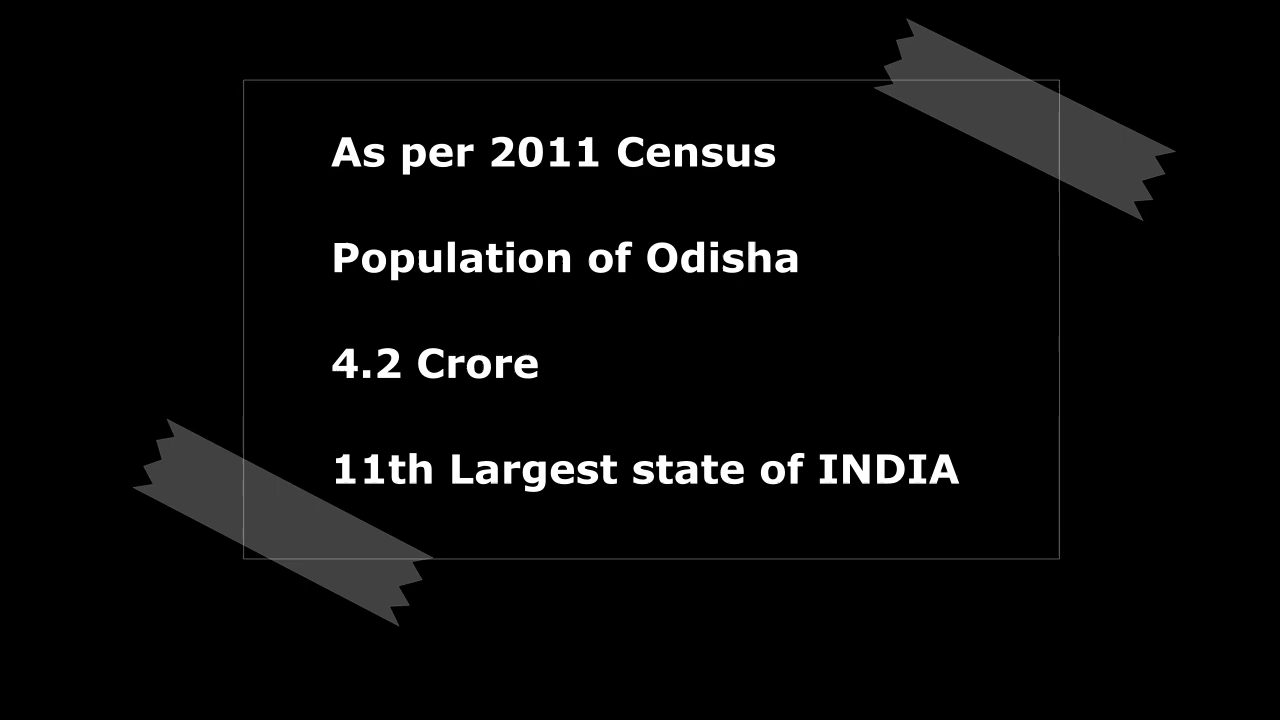 As per 2011 Census
Population of Odisha
4.2 Crore
11th Largest state of INDIA